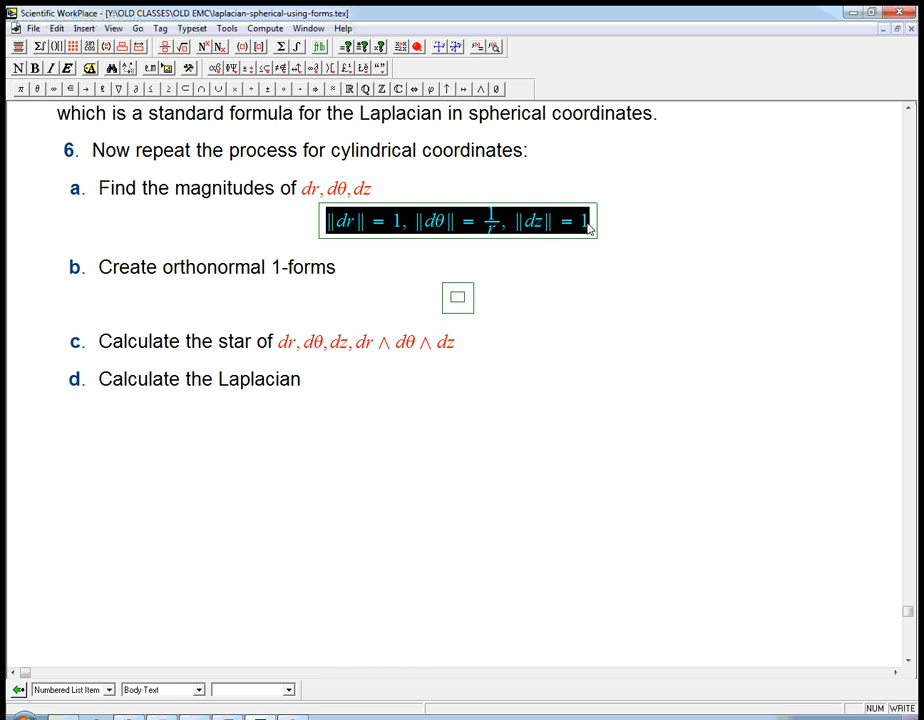 Scientific WorkPlace - [Y:\OLD CLASSES\OLD EMC\laplacian-spherical-using-forms.tex]
File Edit Insert View Go Tag Typeset Tools Compute Window Help
which is a standard formula for the Laplacian in spherical coordinates.
6. Now repeat the process for cylindrical coordinates:
a. Find the magnitudes of dr, dθ, dz
‖dr‖ = 1, ‖dθ‖ = 1/r, ‖dz‖ = 1
b. Create orthonormal 1-forms
c. Calculate the star of dr, dθ, dz, dr ∧ dθ ∧ dz
d. Calculate the Laplacian
Numbered List Item Body Text
NUM WRITE